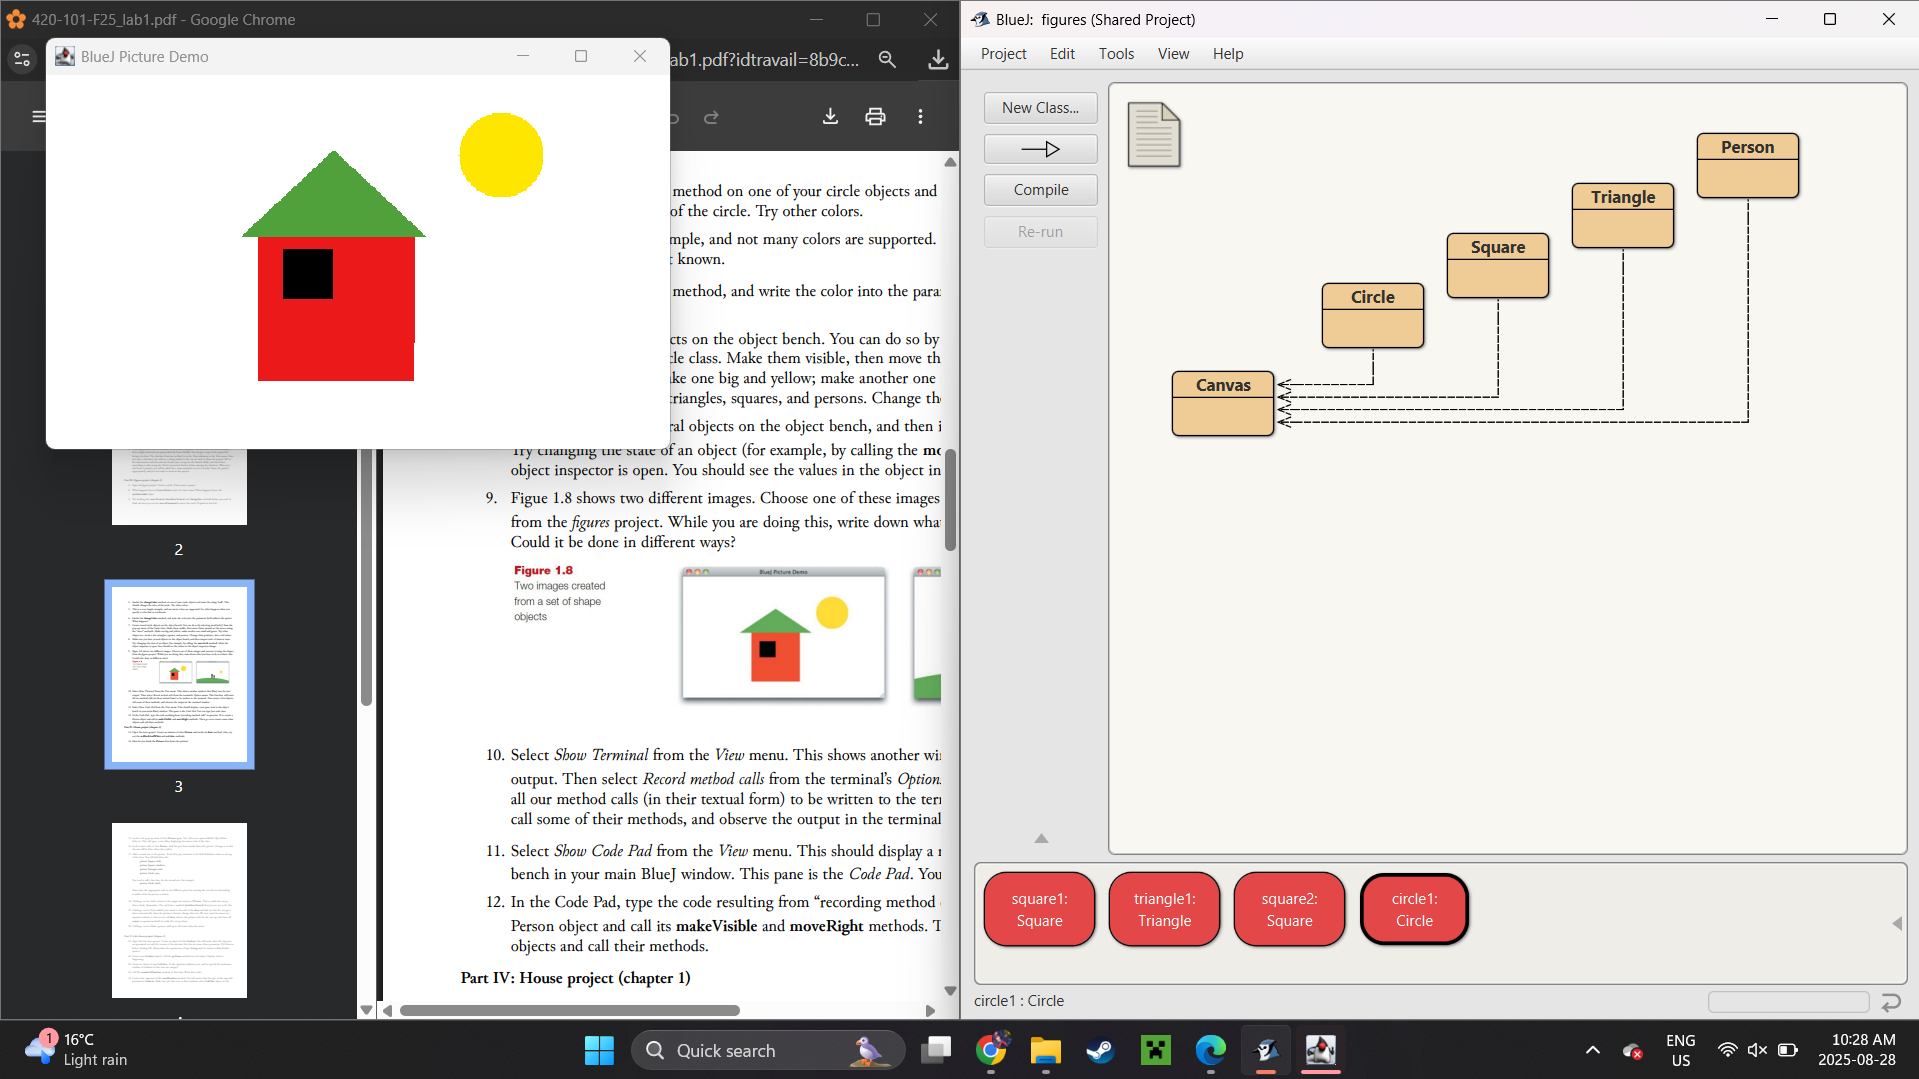 420-101-F25_lab1.pdf - Google Chrome
ab1.pdf?idtravail=8b9c...
BlueJ Picture Demo
method on one of your circle objects and
of the circle. Try other colors.
mple, and not many colors are supported.
t known.
method, and write the color into the para
cts on the object bench. You can do so by
cle class. Make them visible, then move th
ke one big and yellow; make another one
triangles, squares, and persons. Change the
ral objects on the object bench, and then i
Try changing the state of an object (for example, by calling the mo
object inspector is open. You should see the values in the object in
9. Figue 1.8 shows two different images. Choose one of these images
from the figures project. While you are doing this, write down wha
Could it be done in different ways?
Figure 1.8
Two images created
from a set of shape
objects
BlueJ Picture Demo
10. Select Show Terminal from the View menu. This shows another wi
output. Then select Record method calls from the terminal's Option
all our method calls (in their textual form) to be written to the ter
call some of their methods, and observe the output in the terminal
11. Select Show Code Pad from the View menu. This should display a
bench in your main BlueJ window. This pane is the Code Pad. You
12. In the Code Pad, type the code resulting from "recording method
Person object and call its makeVisible and moveRight methods. T
objects and call their methods.
Part IV: House project (chapter 1)
2
3
BlueJ: figures (Shared Project)
Project Edit Tools View Help
New Class...
Compile
Re-run
Person
Triangle
Square
Circle
Canvas
square1:
Square
triangle1:
Triangle
square2:
Square
circle1:
Circle
circle1 : Circle
1
16°C
Light rain
Quick search
ENG
US
10:28 AM
2025-08-28